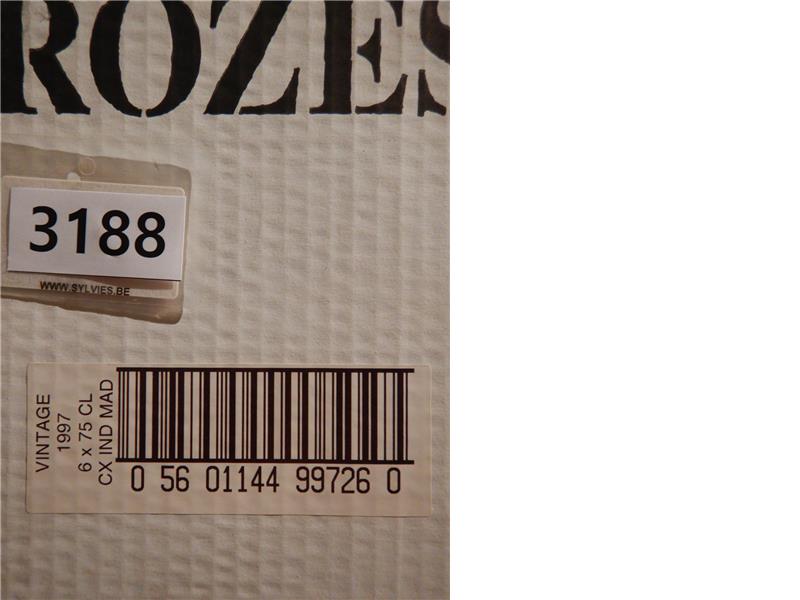 ROZES
3188
WWW.SYLVIES.BE
VINTAGE
1997
6 x 75 CL
CX IND MAD
0 56 01144 99726 0